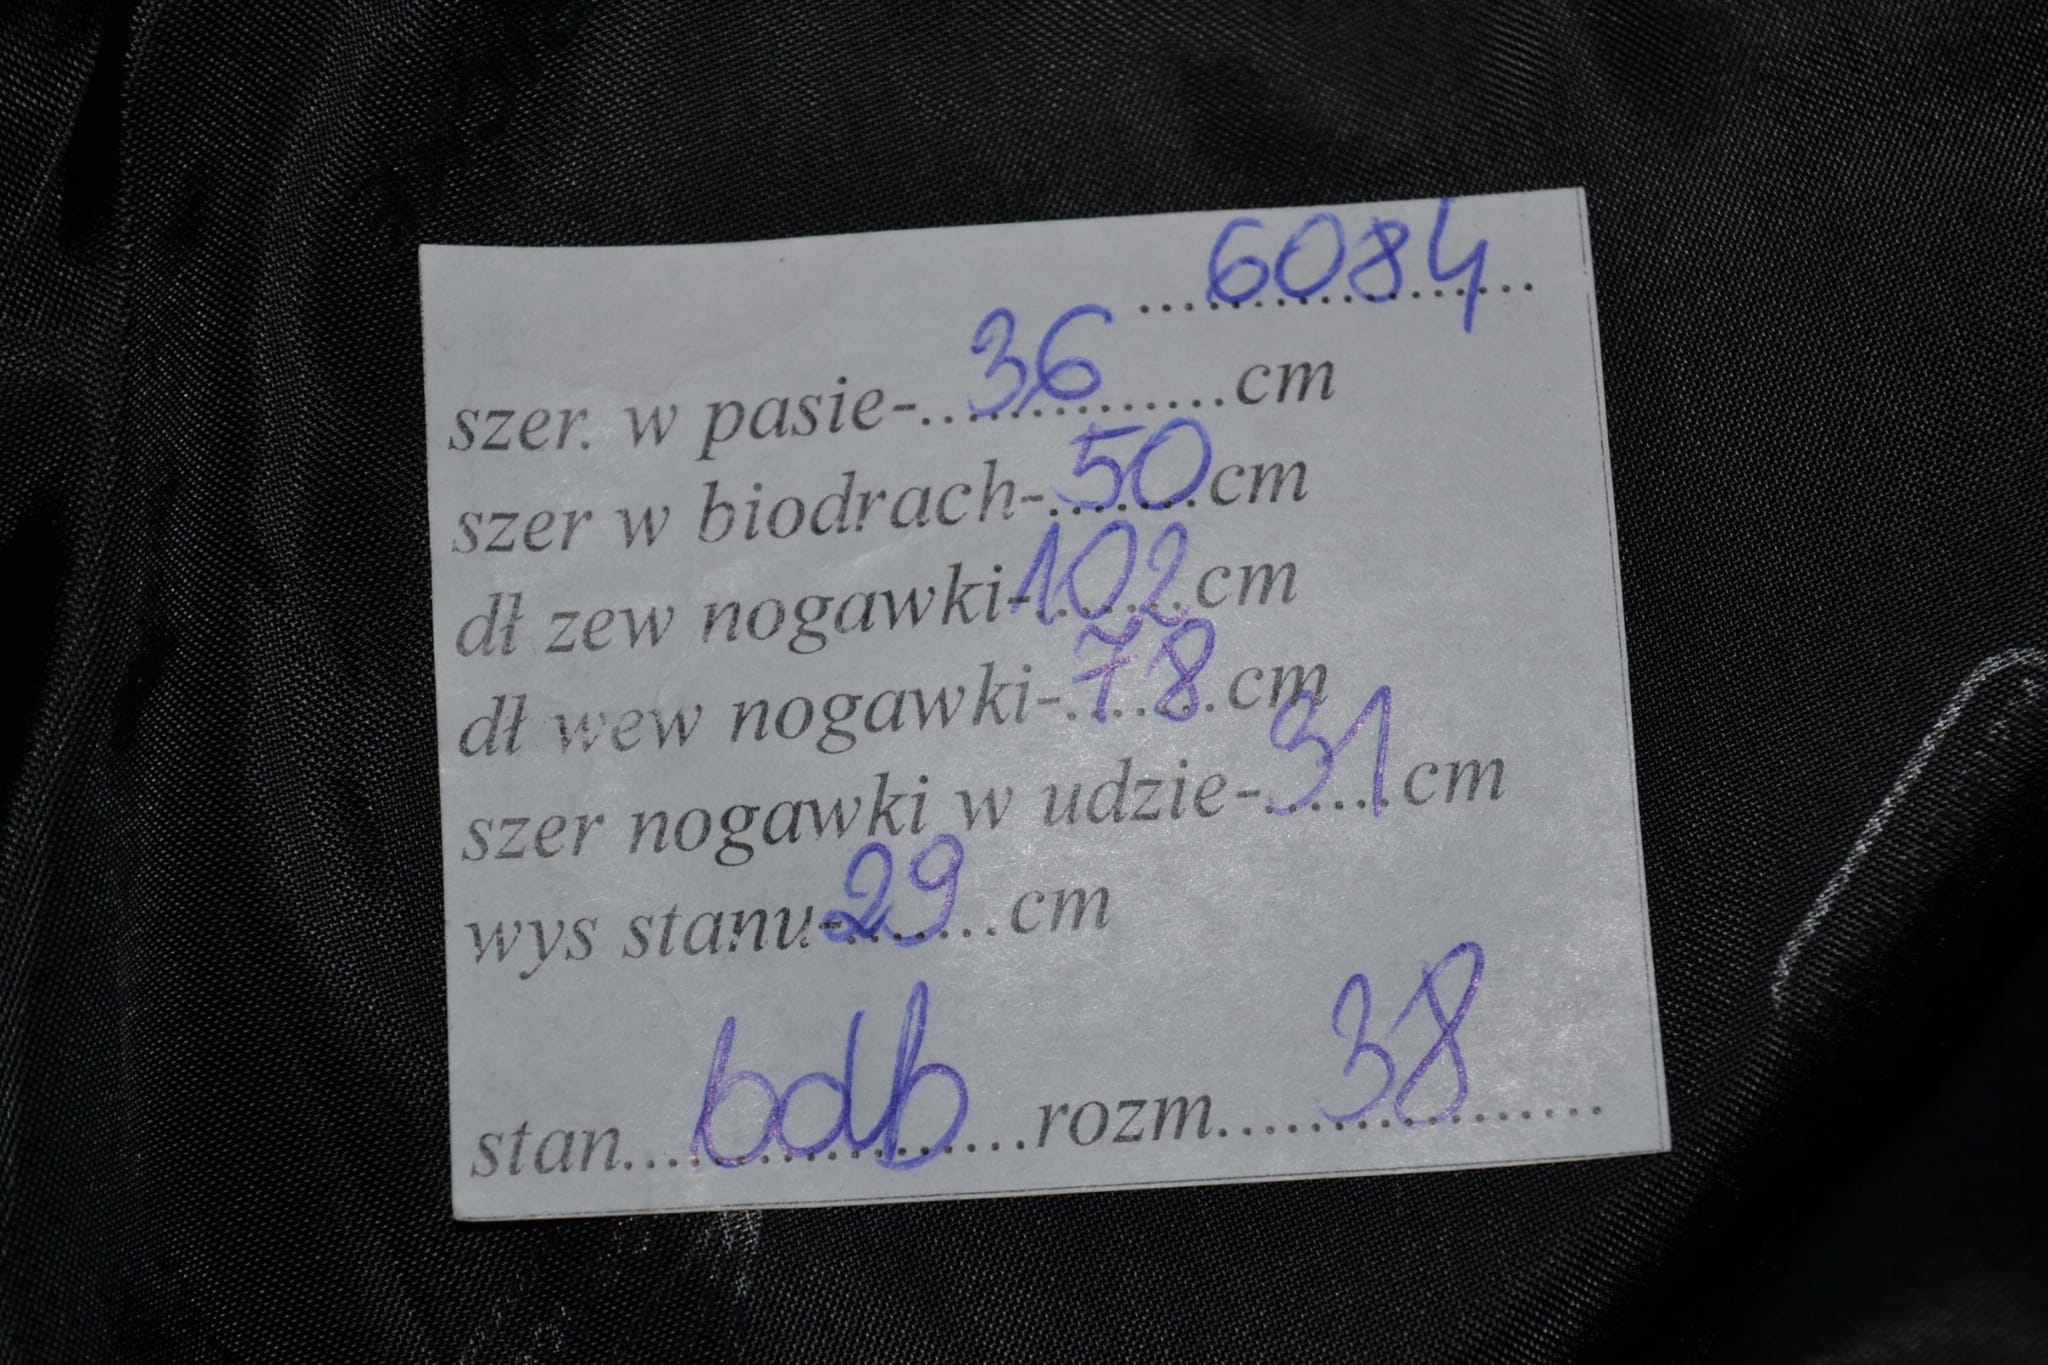 ......6084......
szer. w pasie-...36...cm
szer w biodrach-...50...cm
dł zew nogawki-102...cm
dł wew nogawki-...78...cm
szer nogawki w udzie-...31...cm
wys stanu-29...cm
stan....bdb....rozm....38....